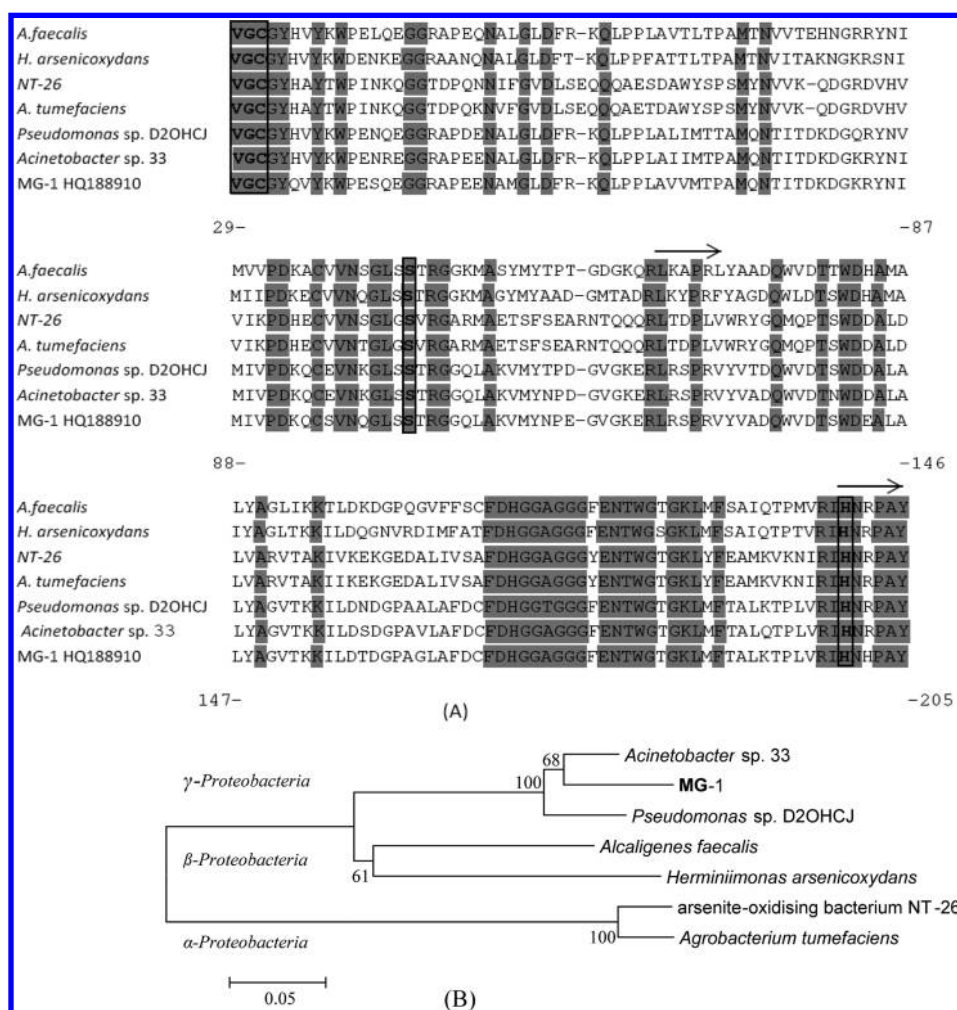 A.faecalis VGCGYHVYKWPELQEGGRAPEQNALGLDFR-KQLPPLAVTLTPAMTNVVTEHNGRRYNI
H. arsenicoxydans VGCGYHVYKWDENKEGGRAANQNALGLDFT-KQLPPFATTLTPAMTNVITAKNGKRSNI
NT-26 VGCGYHAYTWPINKQGGTDPQNNIFGVDLSEQQQAESDAWYSPSMYNVVK-QDGRDVHV
A. tumefaciens VGCGYHAYTWPINKQGGTDPQKNVFGVDLSEQQQAETDAWYSPSMYNVVK-QDGRDVHV
Pseudomonas sp. D2OHCJ VGCGYHVYKWPENQEGGRAPDENALGLDFR-KQLPPLALIMTTAMQNTITDKDGQRYNV
Acinetobacter sp. 33 VGCGYHVYKWPENREGGRAPEENALGLDFR-KQLPPLAIIMTPAMQNTITDKDGKRYNI
MG-1 HQ188910 VGCGYQVYKWPESQEGGRAPEENAMGLDFR-KQLPPLAVVMTPAMQNTITDKDGKRYNI
29- -87
A.faecalis MVVPDKACVVNSGLSSTRGGKMASYMYTPT-GDGKQRLKAPRLYAADQWVDTTWDHAMA
H. arsenicoxydans MIIPDKECVVNQGLSSTRGGKMAGYMYAAD-GMTADRLKYPRFYAGDQWLDTSWDHAMA
NT-26 VIKPDHECVVNSGLGSVRGARMAETSFSEARNTQQQRLTDPLVWRYGQMQPTSWDDALD
A. tumefaciens VIKPDHECVVNTGLGSVRGARMAETSFSEARNTQQQRLTDPLVWRYGQMQPTSWDDALD
Pseudomonas sp. D2OHCJ MIVPDKQCEVNKGLSSTRGGQLAKVMYTPD-GVGKERLRSPRVYVTDQWVDTSWDDALA
Acinetobacter sp. 33 MIVPDKQCEVNKGLSSTRGGQLAKVMYNPD-GVGKERLRSPRVYVADQWVDTNWDDALA
MG-1 HQ188910 MIVPDKQCSVNQGLSSTRGGQLAKVMYNPE-GVGKERLRSPRVYVADQWVDTSWDEALA
88- -146
A.faecalis LYAGLIKKTLDKDGPQGVFFSCFDHGGAGGGFENTWGTGKLMFSAIQTPMVRIHNRPAY
H. arsenicoxydans IYAGLTKKILDQGNVRDIMFATFDHGGAGGGFENTWGSGKLMFSAIQTPTVRIHNRPAY
NT-26 LVARVTAKIVKEKGEDALIVSAFDHGGAGGGYENTWGTGKLYFEAMKVKNIRIHNRPAY
A. tumefaciens LVARVTAKIIKEKGEDALIVSAFDHGGAGGGYENTWGTGKLYFEAMKVKNIRIHNRPAY
Pseudomonas sp. D2OHCJ LYAGVTKKILDNDGPAALAFDCFDHGGTGGGFENTWGTGKLMFTALKTPLVRIHNRPAY
Acinetobacter sp. 33 LYAGVTKKILDSDGPAVLAFDCFDHGGAGGGFENTWGTGKLMFTALQTPLVRIHNRPAY
MG-1 HQ188910 LYAGVTKKILDTDGPAGLAFDCFDHGGAGGGFENTWGTGKLMFTALKTPLVRIHNHPAY
147- (A) -205
Acinetobacter sp. 33
68
γ-Proteobacteria
100
MG-1
Pseudomonas sp. D2OHCJ
β-Proteobacteria
Alcaligenes faecalis
61
Herminiimonas arsenicoxydans
arsenite-oxidising bacterium NT-26
α-Proteobacteria
100
Agrobacterium tumefaciens
0.05
(B)